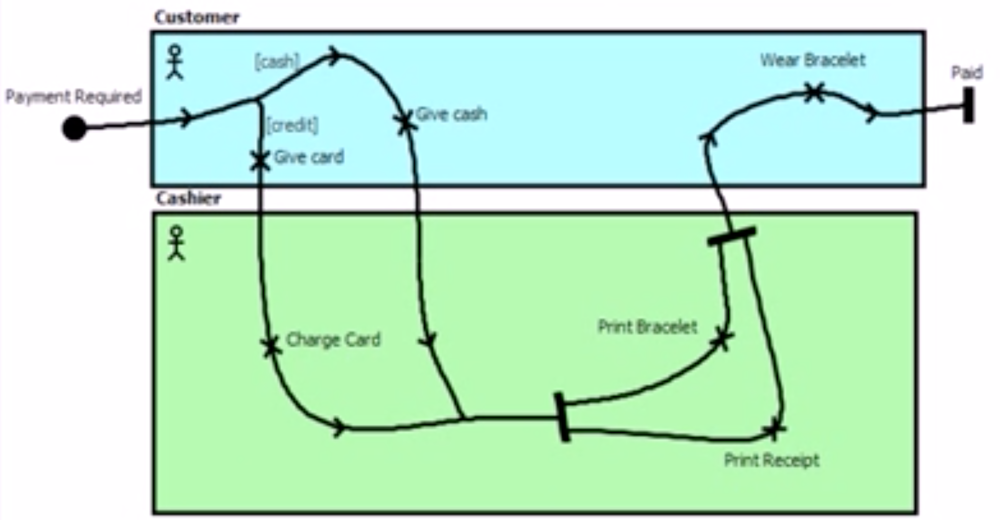 Customer
[cash]
Wear Bracelet
Paid
Payment Required
Give cash
[credit]
Give card
Cashier
Print Bracelet
Charge Card
Print Receipt